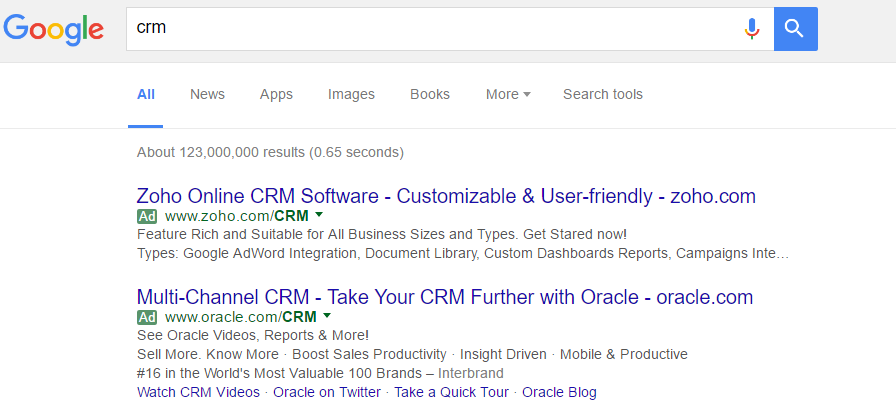 Google crm
All News Apps Images Books More Search tools
About 123,000,000 results (0.65 seconds)
Zoho Online CRM Software - Customizable & User-friendly - zoho.com
Ad www.zoho.com/CRM
Feature Rich and Suitable for All Business Sizes and Types. Get Stared now!
Types: Google AdWord Integration, Document Library, Custom Dashboards Reports, Campaigns Inte…
Multi-Channel CRM - Take Your CRM Further with Oracle - oracle.com
Ad www.oracle.com/CRM
See Oracle Videos, Reports & More!
Sell More. Know More · Boost Sales Productivity · Insight Driven · Mobile & Productive
#16 in the World's Most Valuable 100 Brands – Interbrand
Watch CRM Videos · Oracle on Twitter · Take a Quick Tour · Oracle Blog